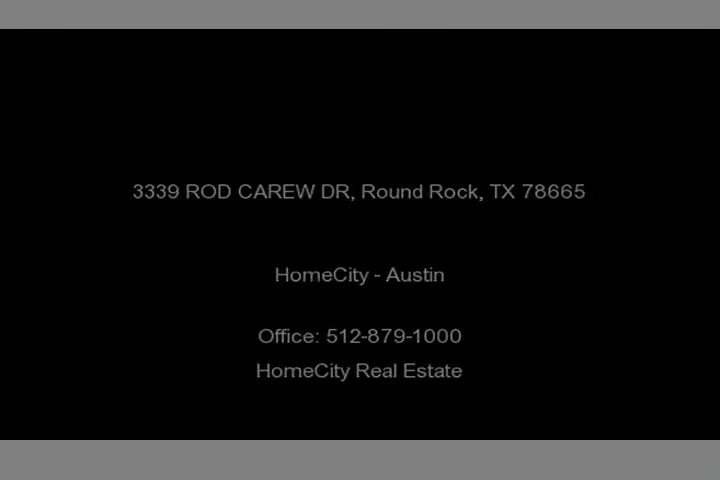 3339 ROD CAREW DR, Round Rock, TX 78665
HomeCity - Austin
Office: 512-879-1000
HomeCity Real Estate